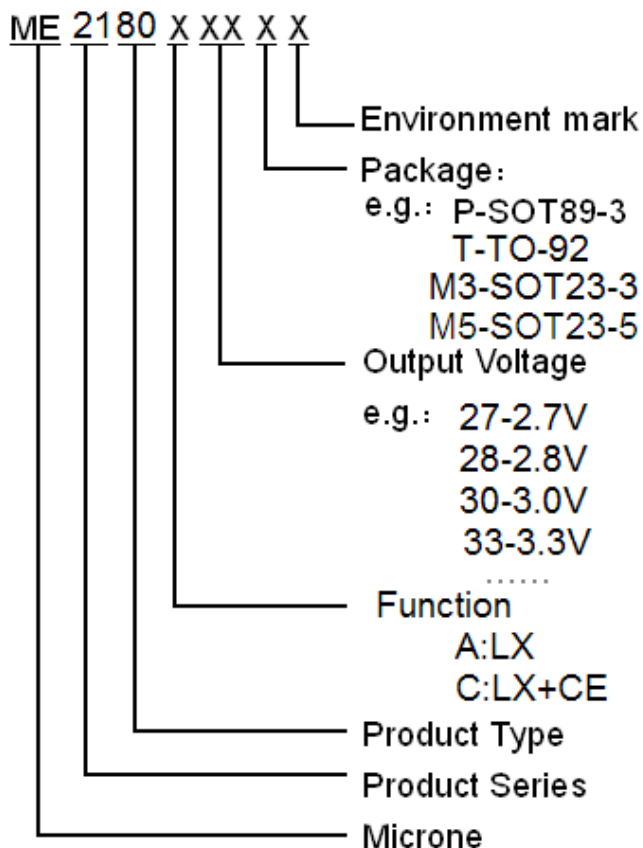 ME 2180 X XX X X
Environment mark
Package：
e.g.： P-SOT89-3
T-TO-92
M3-SOT23-3
M5-SOT23-5
Output Voltage
e.g.： 27-2.7V
28-2.8V
30-3.0V
33-3.3V
......
Function
A:LX
C:LX+CE
Product Type
Product Series
Microne